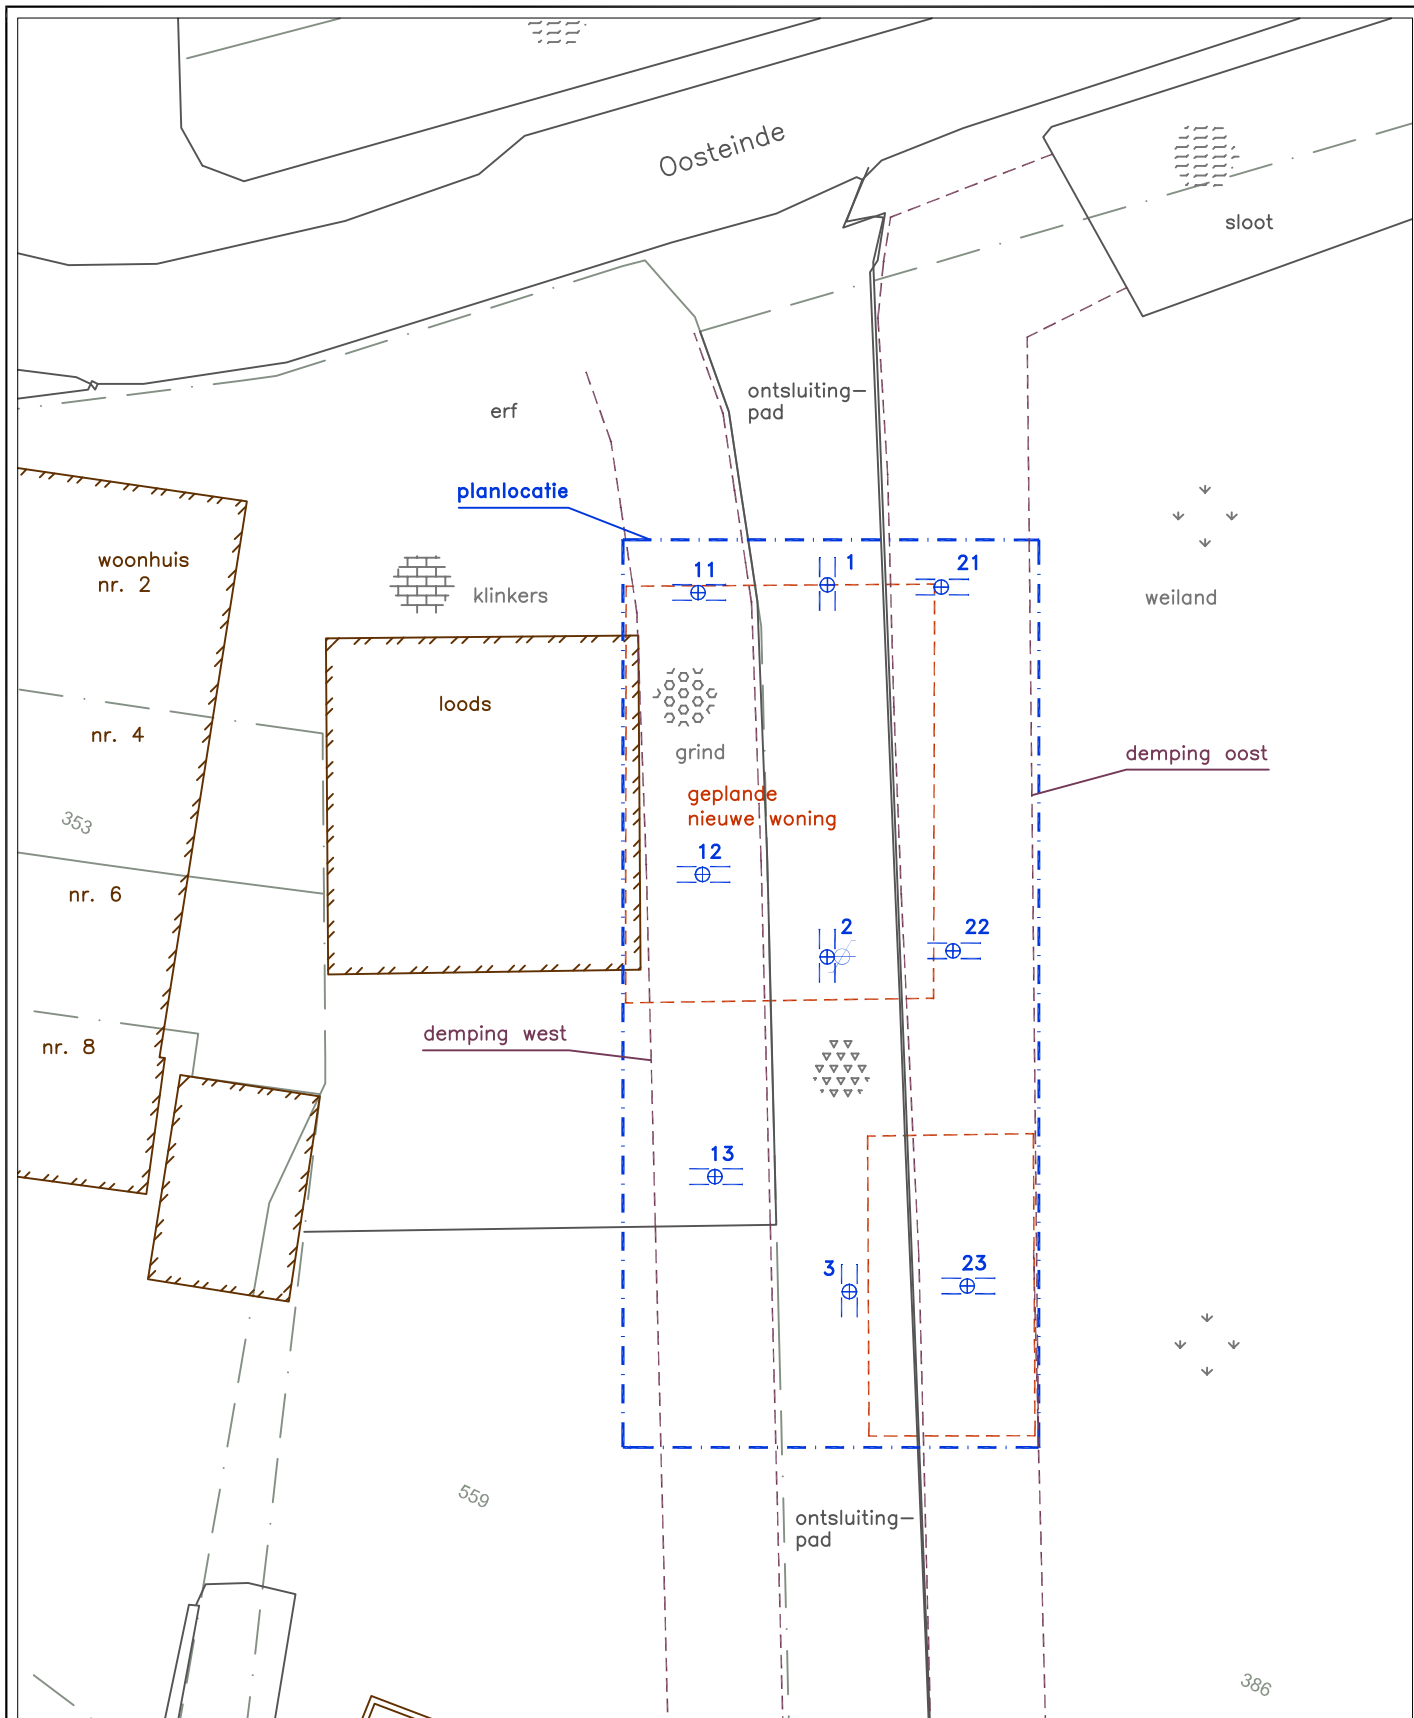 Oosteinde
sloot
ontsluiting-
pad
erf
planlocatie
woonhuis
nr. 2
klinkers
11
1
21
weiland
loods
nr. 4
grind
demping oost
geplande
nieuwe woning
353
12
nr. 6
2
22
demping west
nr. 8
13
3
23
559
ontsluiting-
pad
386